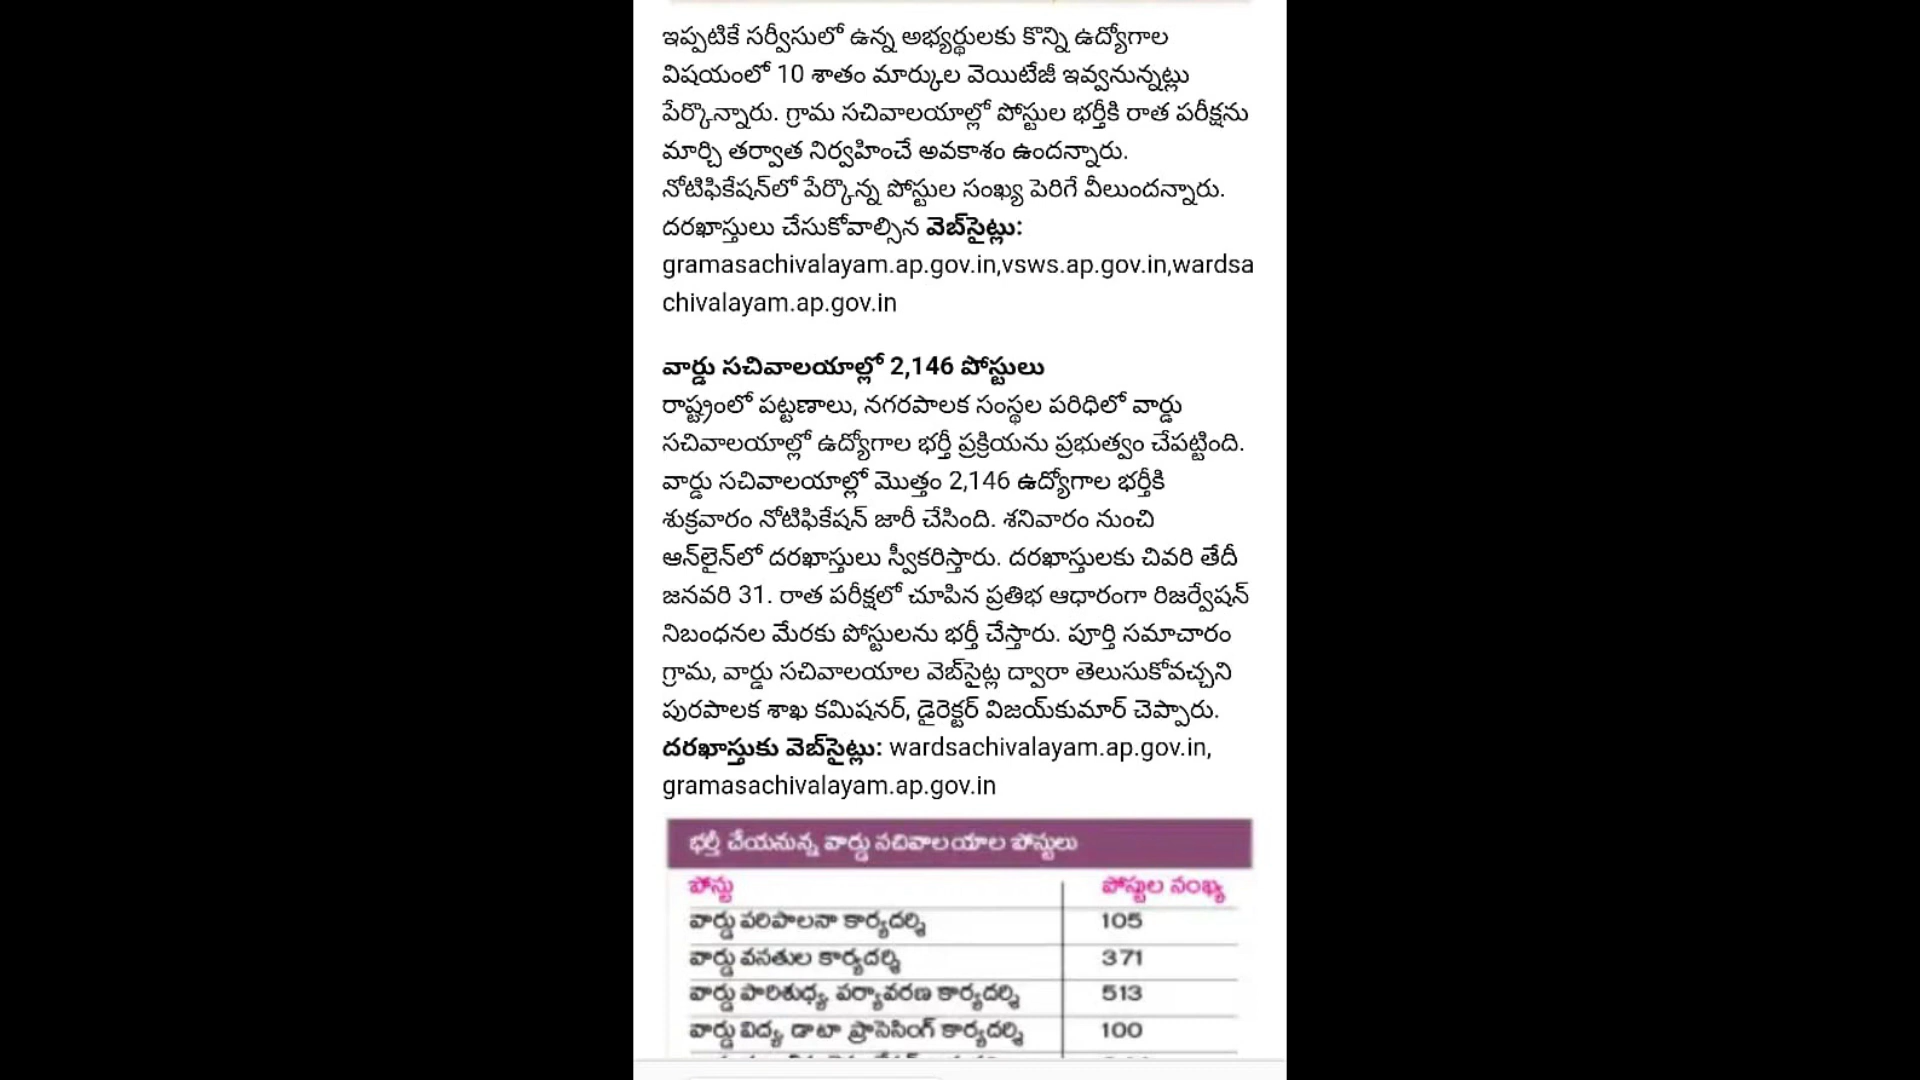 ఇప్పటికే సర్వీసులో ఉన్న అభ్యర్థులకు కొన్ని ఉద్యోగాల
విషయంలో 10 శాతం మార్కుల వెయిటేజీ ఇవ్వనున్నట్లు
పేర్కొన్నారు. గ్రామ సచివాలయాల్లో పోస్టుల భర్తీకి రాత పరీక్షను
మార్చి తర్వాత నిర్వహించే అవకాశం ఉందన్నారు.
నోటిఫికేషన్‌లో పేర్కొన్న పోస్టుల సంఖ్య పెరిగే వీలుందన్నారు.
దరఖాస్తులు చేసుకోవాల్సిన వెబ్‌సైట్లు:
gramasachivalayam.ap.gov.in,vsws.ap.gov.in,wardsa
chivalayam.ap.gov.in
వార్డు సచివాలయాల్లో 2,146 పోస్టులు
రాష్ట్రంలో పట్టణాలు, నగరపాలక సంస్థల పరిధిలో వార్డు
సచివాలయాల్లో ఉద్యోగాల భర్తీ ప్రక్రియను ప్రభుత్వం చేపట్టింది.
వార్డు సచివాలయాల్లో మొత్తం 2,146 ఉద్యోగాల భర్తీకి
శుక్రవారం నోటిఫికేషన్ జారీ చేసింది. శనివారం నుంచి
ఆన్‌లైన్‌లో దరఖాస్తులు స్వీకరిస్తారు. దరఖాస్తులకు చివరి తేదీ
జనవరి 31. రాత పరీక్షలో చూపిన ప్రతిభ ఆధారంగా రిజర్వేషన్
నిబంధనల మేరకు పోస్టులను భర్తీ చేస్తారు. పూర్తి సమాచారం
గ్రామ, వార్డు సచివాలయాల వెబ్‌సైట్ల ద్వారా తెలుసుకోవచ్చని
పురపాలక శాఖ కమిషనర్, డైరెక్టర్ విజయ్‌కుమార్ చెప్పారు.
దరఖాస్తుకు వెబ్‌సైట్లు: wardsachivalayam.ap.gov.in,
gramasachivalayam.ap.gov.in
భర్తీ చేయనున్న వార్డు సచివాలయాల పోస్టులు
పోస్టు పోస్టుల సంఖ్య
వార్డు పరిపాలనా కార్యదర్శి 105
వార్డు వసతుల కార్యదర్శి 371
వార్డు పారిశుధ్య, పర్యావరణ కార్యదర్శి 513
వార్డు విద్య, డాటా ప్రాసెసింగ్ కార్యదర్శి 100